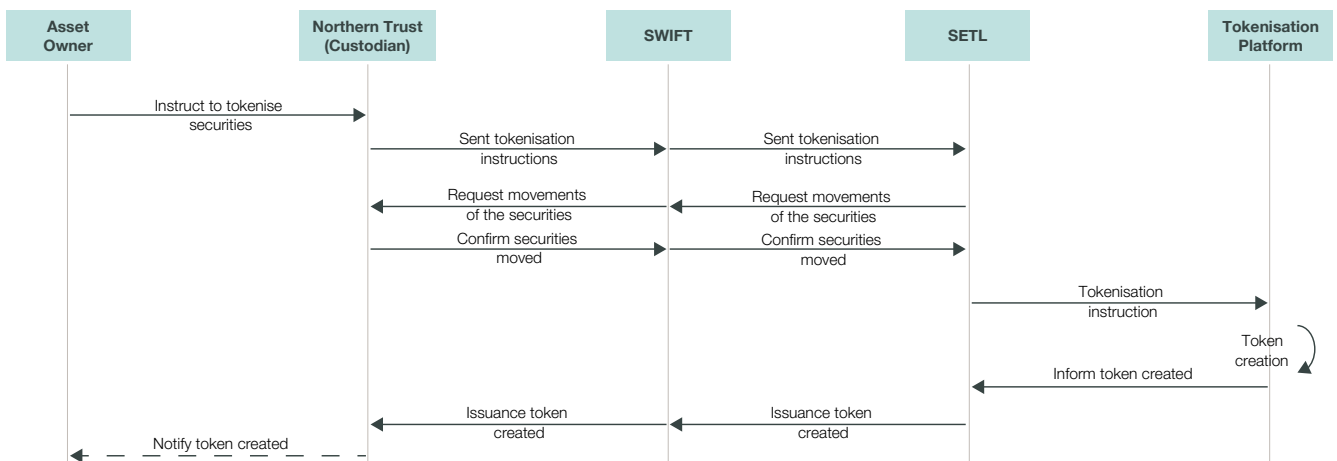 Asset
Owner
Northern Trust
(Custodian)
SWIFT
SETL
Tokenisation
Platform
Instruct to tokenise
securities
Sent tokenisation
instructions
Sent tokenisation
instructions
Request movements
of the securities
Request movements
of the securities
Confirm securities
moved
Confirm securities
moved
Tokenisation
instruction
Token
creation
Inform token created
Issuance token
created
Issuance token
created
Notify token created